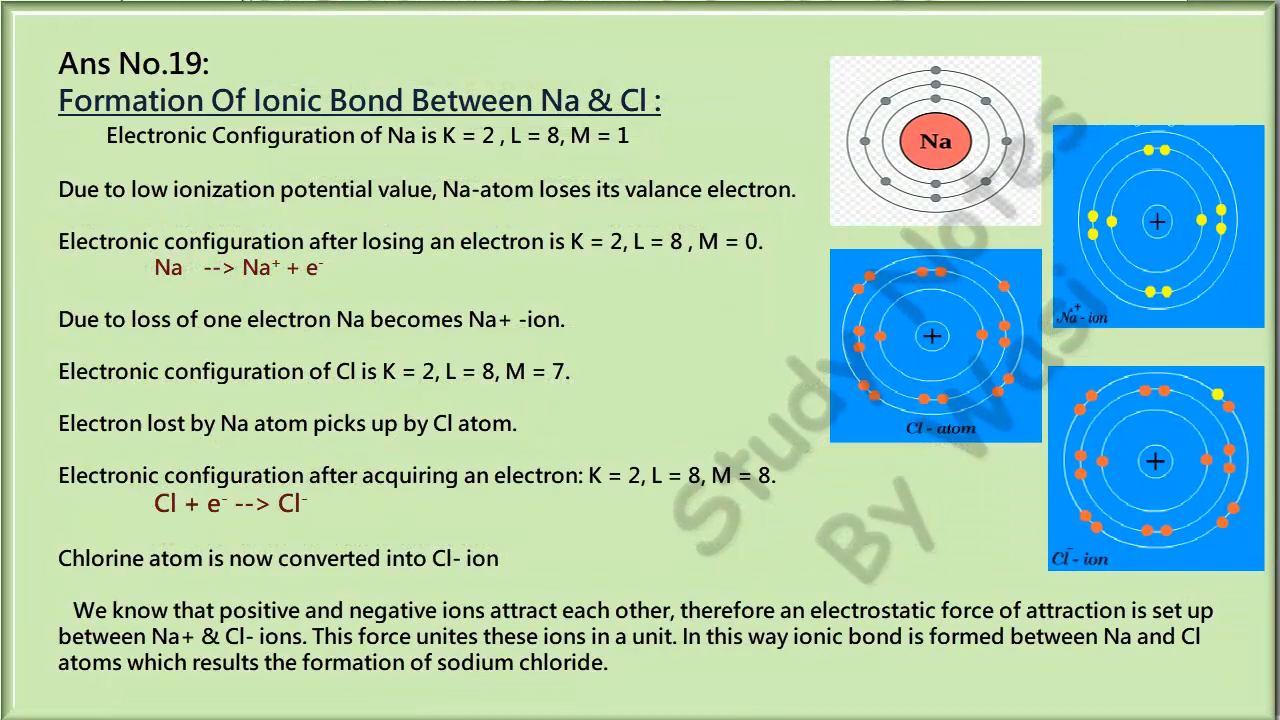 Ans No.19:
Formation Of Ionic Bond Between Na & Cl :
Electronic Configuration of Na is K = 2 , L = 8, M = 1
Due to low ionization potential value, Na-atom loses its valance electron.
Electronic configuration after losing an electron is K = 2, L = 8 , M = 0.
Na --> Na⁺ + e⁻
Due to loss of one electron Na becomes Na+ -ion.
Electronic configuration of Cl is K = 2, L = 8, M = 7.
Electron lost by Na atom picks up by Cl atom.
Electronic configuration after acquiring an electron: K = 2, L = 8, M = 8.
Cl + e⁻ --> Cl⁻
Chlorine atom is now converted into Cl- ion
We know that positive and negative ions attract each other, therefore an electrostatic force of attraction is set up
between Na+ & Cl- ions. This force unites these ions in a unit. In this way ionic bond is formed between Na and Cl
atoms which results the formation of sodium chloride.
Na
+
Na⁺ - ion
+
Cl - atom
+
Cl⁻ - ion
Study Notes
By Wasi